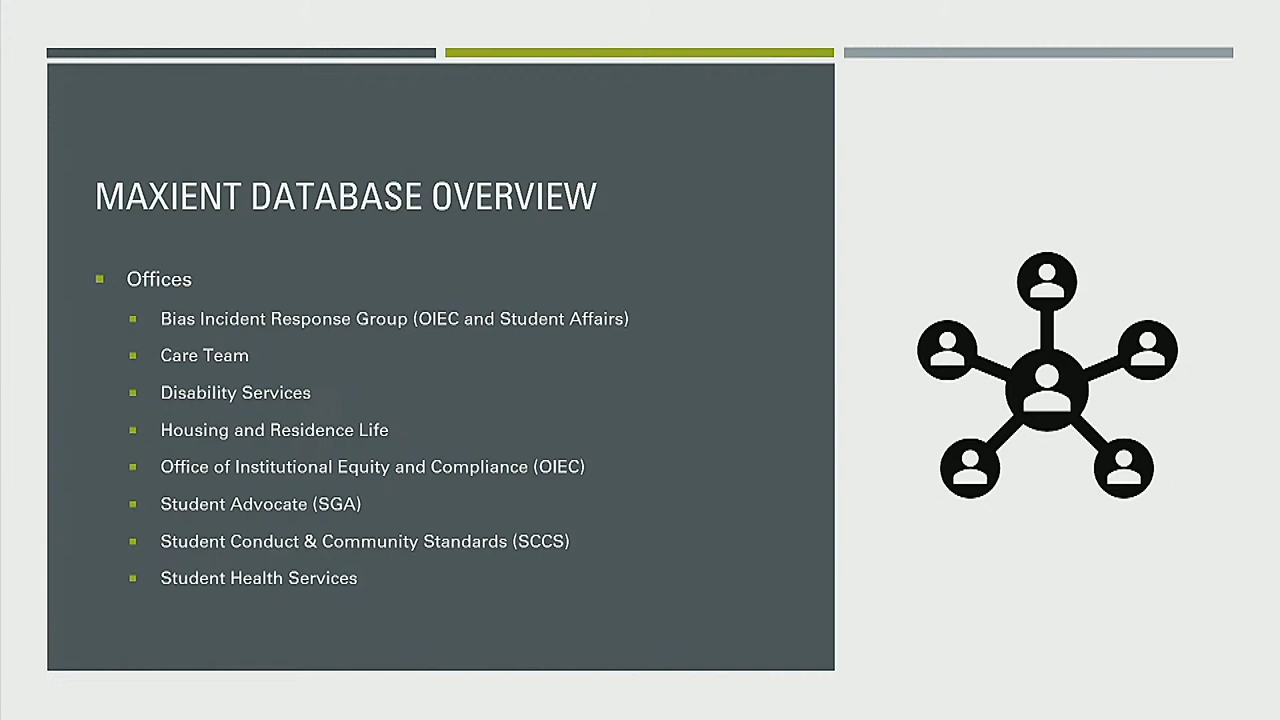 MAXIENT DATABASE OVERVIEW
Offices
Bias Incident Response Group (OIEC and Student Affairs)
Care Team
Disability Services
Housing and Residence Life
Office of Institutional Equity and Compliance (OIEC)
Student Advocate (SGA)
Student Conduct & Community Standards (SCCS)
Student Health Services